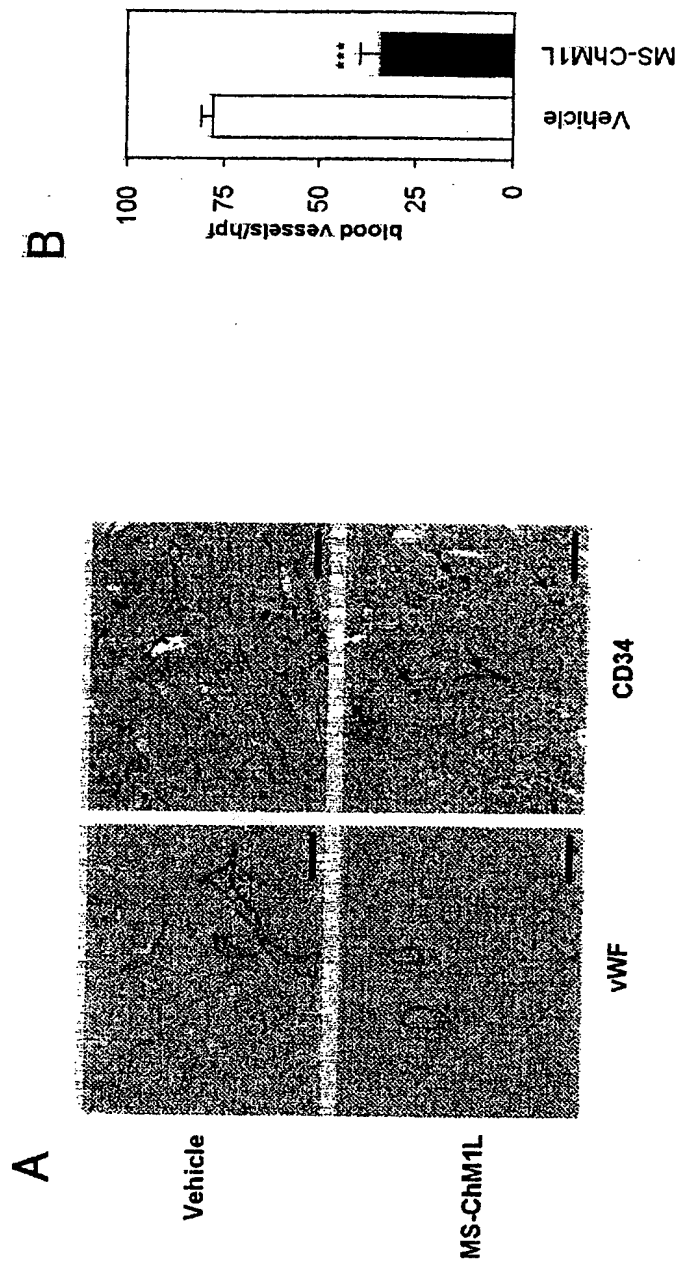 A
Vehicle
MS-ChM1L
vWF
CD34
B
blood vessels/hpf
100
75
50
25
0
***
Vehicle
MS-ChM1L